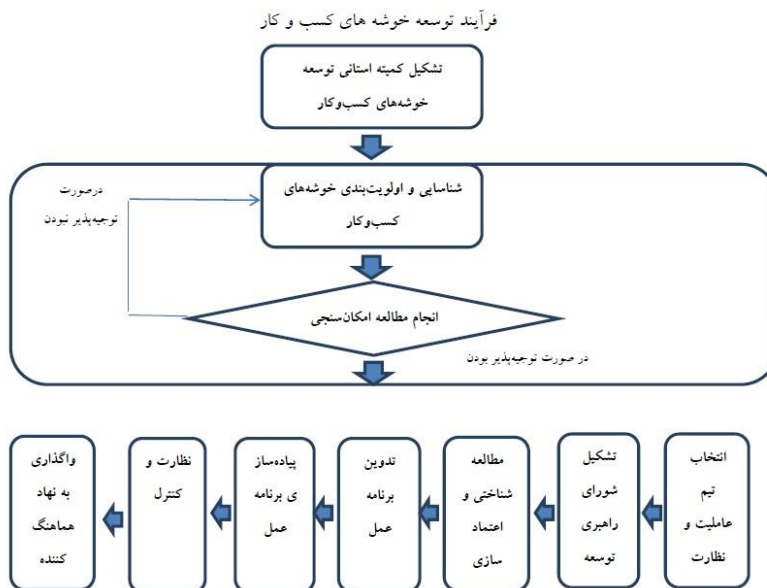 فرآیند توسعه خوشه های کسب و کار
تشکیل کمیته استانی توسعه
خوشه‌های کسب‌وکار
شناسایی و اولویت‌بندی خوشه‌های
کسب‌وکار
درصورت
توجیه‌پذیر نبودن
انجام مطالعه امکان‌سنجی
در صورت توجیه‌پذیر بودن
انتخاب
تیم
عاملیت و
نظارت
تشکیل
شورای
راهبری
توسعه
مطالعه
شناختی و
اعتماد
سازی
تدوین
برنامه
عمل
پیاده‌ساز
ی برنامه
عمل
نظارت و
کنترل
واگذاری
به نهاد
هماهنگ
کننده